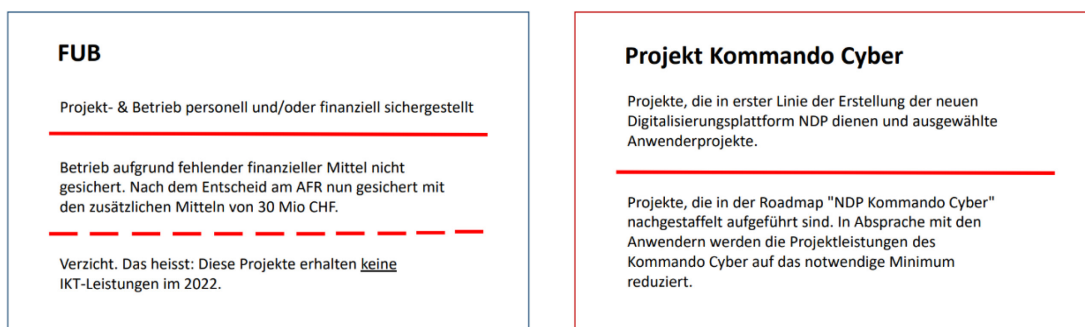 FUB
Projekt- & Betrieb personell und/oder finanziell sichergestellt
Betrieb aufgrund fehlender finanzieller Mittel nicht
gesichert. Nach dem Entscheid am AFR nun gesichert mit
den zusätzlichen Mitteln von 30 Mio CHF.
Verzicht. Das heisst: Diese Projekte erhalten keine
IKT-Leistungen im 2022.
Projekt Kommando Cyber
Projekte, die in erster Linie der Erstellung der neuen
Digitalisierungsplattform NDP dienen und ausgewählte
Anwenderprojekte.
Projekte, die in der Roadmap "NDP Kommando Cyber"
nachgestaffelt aufgeführt sind. In Absprache mit den
Anwendern werden die Projektleistungen des
Kommando Cyber auf das notwendige Minimum
reduziert.